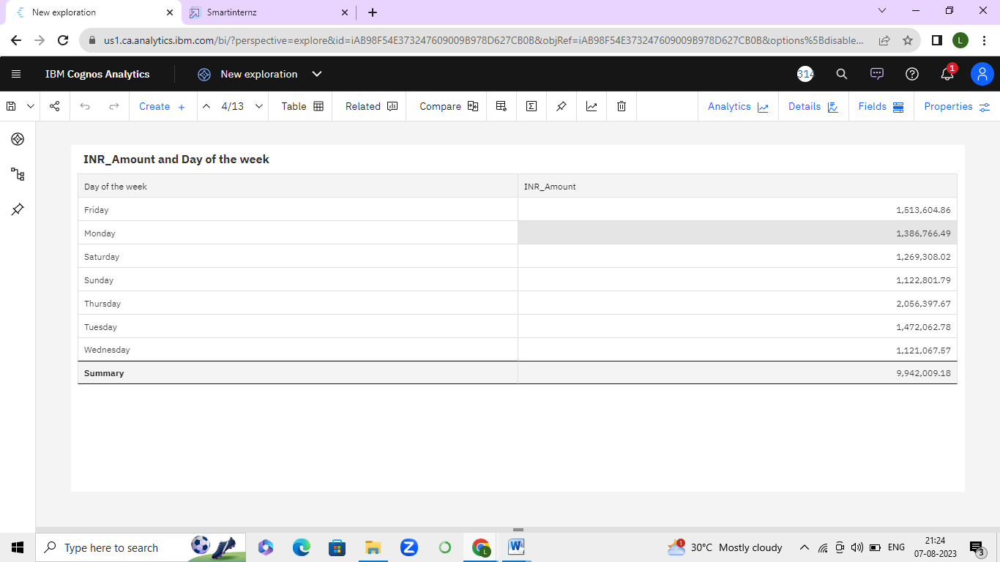 New exploration
Smartinternz
us1.ca.analytics.ibm.com/bi/?perspective=explore&id=iAB98F54E373247609009B978D627CB0B&objRef=iAB98F54E373247609009B978D627CB0B&options%5Bdisable...
L
IBM Cognos Analytics
New exploration
314
1
Create +
4/13
Table
Related
Compare
Analytics
Details
Fields
Properties
INR_Amount and Day of the week
Day of the week INR_Amount
Friday 1,513,604.86
Monday 1,386,766.49
Saturday 1,269,308.02
Sunday 1,122,801.79
Thursday 2,056,397.67
Tuesday 1,472,062.78
Wednesday 1,121,067.57
Summary 9,942,009.18
Type here to search
L
1
30°C Mostly cloudy
ENG
21:24
07-08-2023
3